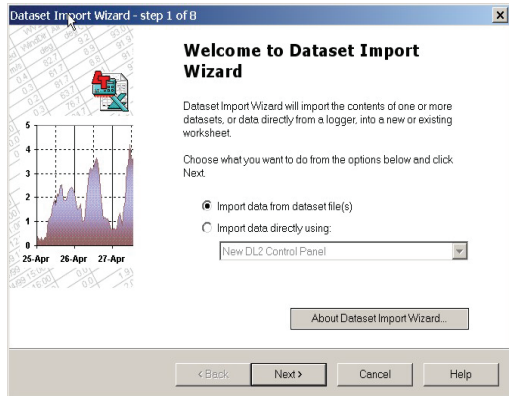 Dataset Import Wizard - step 1 of 8
Welcome to Dataset Import
Wizard
Dataset Import Wizard will import the contents of one or more
datasets, or data directly from a logger, into a new or existing
worksheet.
Choose what you want to do from the options below and click
Next.
Import data from dataset file(s)
Import data directly using:
New DL2 Control Panel
About Dataset Import Wizard...
5
4
3
2
1
0
25-Apr 26-Apr 27-Apr
< Back Next > Cancel Help